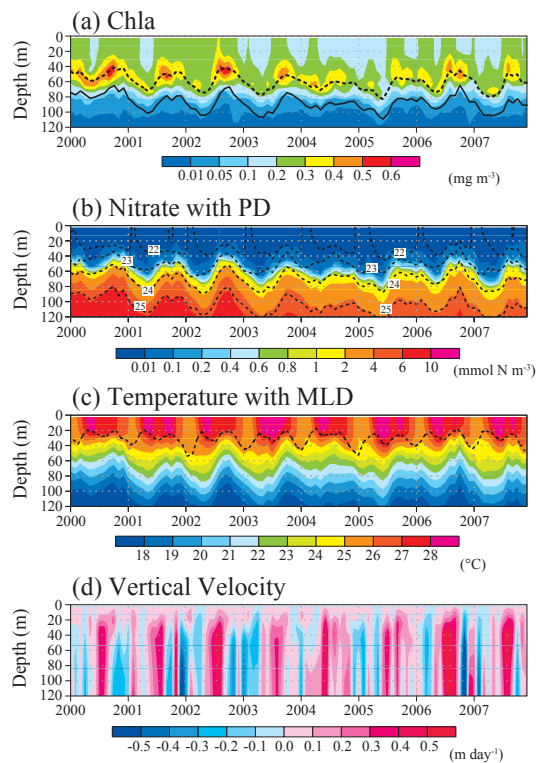 (a) Chla
Depth (m)
0
20
40
60
80
100
120
2000 2001 2002 2003 2004 2005 2006 2007
0.01 0.05 0.1 0.2 0.3 0.4 0.5 0.6
(mg m⁻³)
(b) Nitrate with PD
Depth (m)
0
20
40
60
80
100
120
22 22
23 23
24 24
25 25
2000 2001 2002 2003 2004 2005 2006 2007
0.01 0.1 0.2 0.4 0.6 0.8 1 2 4 6 10
(mmol N m⁻³)
(c) Temperature with MLD
Depth (m)
0
20
40
60
80
100
120
2000 2001 2002 2003 2004 2005 2006 2007
18 19 20 21 22 23 24 25 26 27 28
(°C)
(d) Vertical Velocity
Depth (m)
0
20
40
60
80
100
120
2000 2001 2002 2003 2004 2005 2006 2007
-0.5 -0.4 -0.3 -0.2 -0.1 0.0 0.1 0.2 0.3 0.4 0.5
(m day⁻¹)